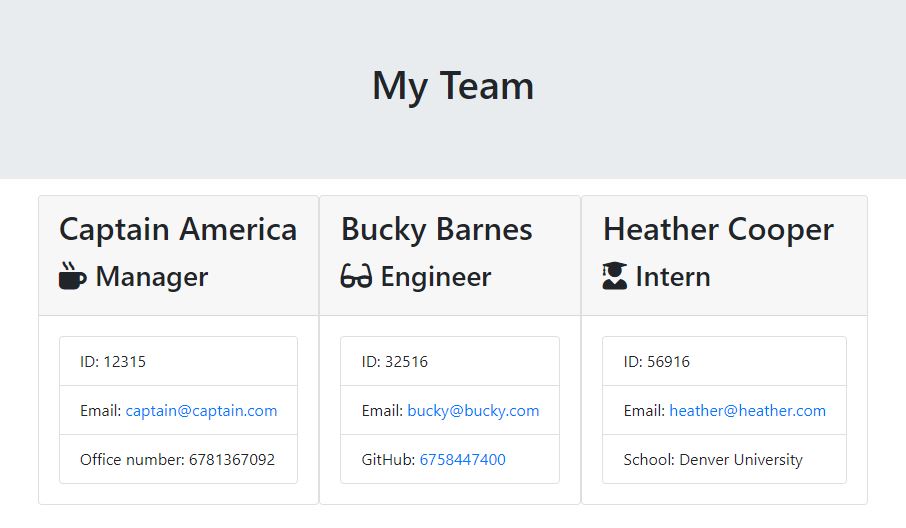 My Team
Captain America
Manager
ID: 12315
Email: captain@captain.com
Office number: 6781367092
Bucky Barnes
Engineer
ID: 32516
Email: bucky@bucky.com
GitHub: 6758447400
Heather Cooper
Intern
ID: 56916
Email: heather@heather.com
School: Denver University